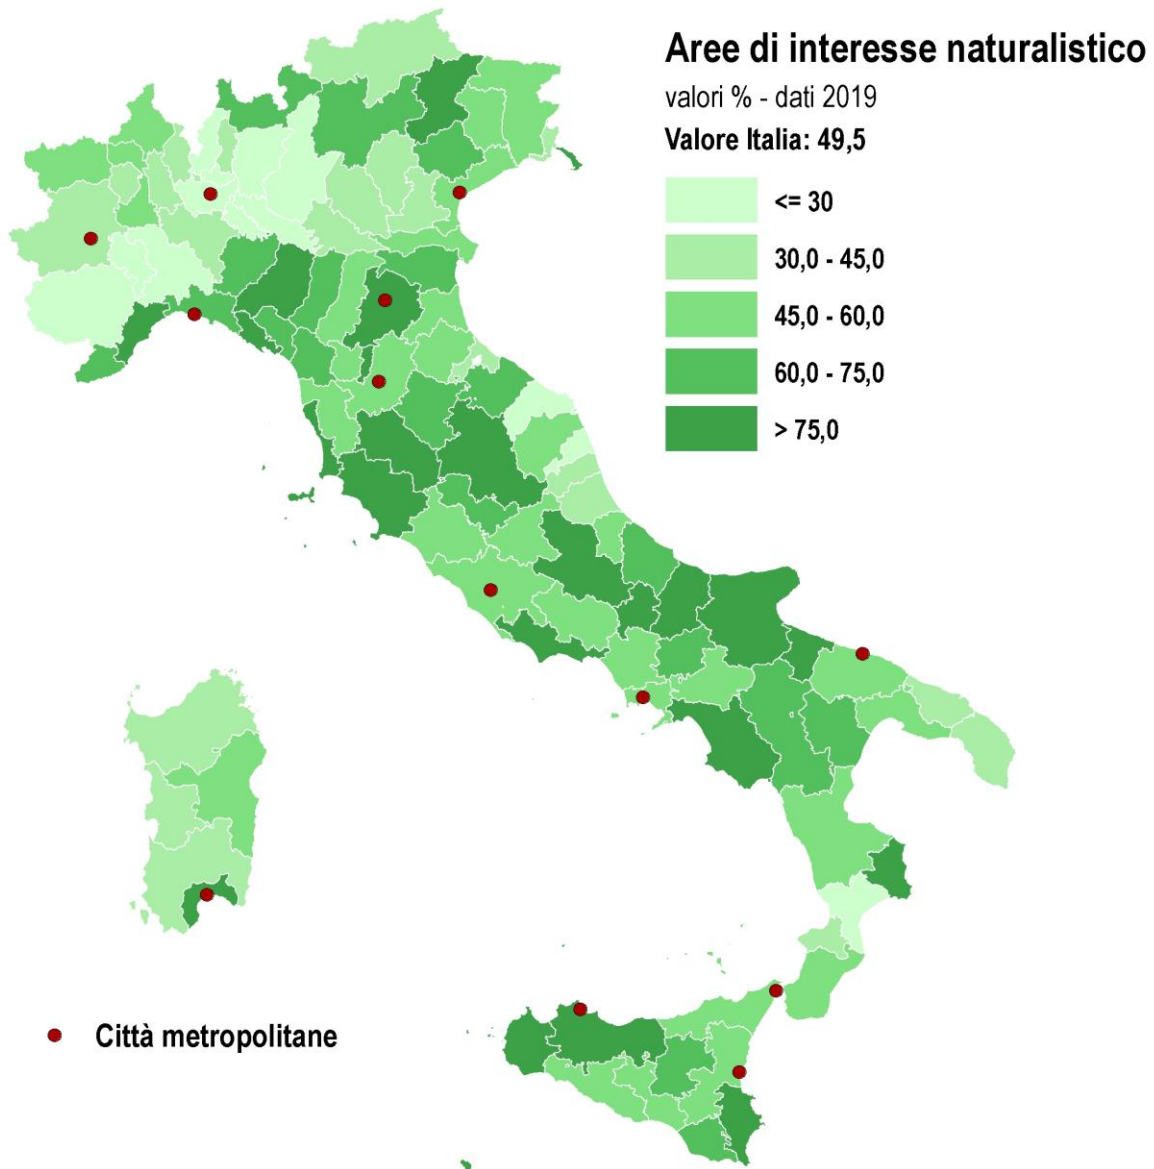 Aree di interesse naturalistico
valori % - dati 2019
Valore Italia: 49,5
<= 30
30,0 - 45,0
45,0 - 60,0
60,0 - 75,0
> 75,0
Città metropolitane